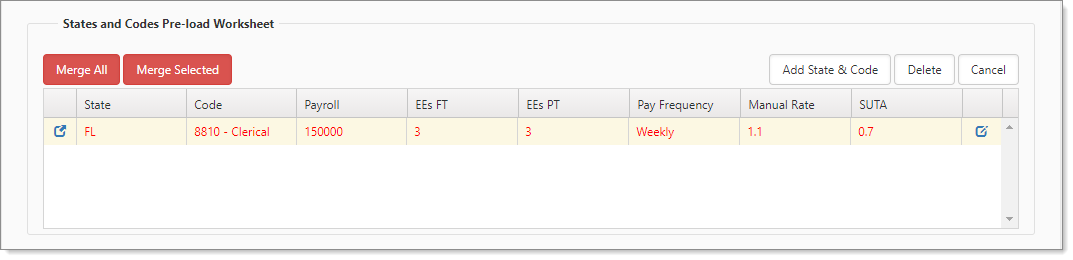 States and Codes Pre-load Worksheet
Merge All Merge Selected Add State & Code Delete Cancel
State Code Payroll EEs FT EEs PT Pay Frequency Manual Rate SUTA
FL 8810 - Clerical 150000 3 3 Weekly 1.1 0.7